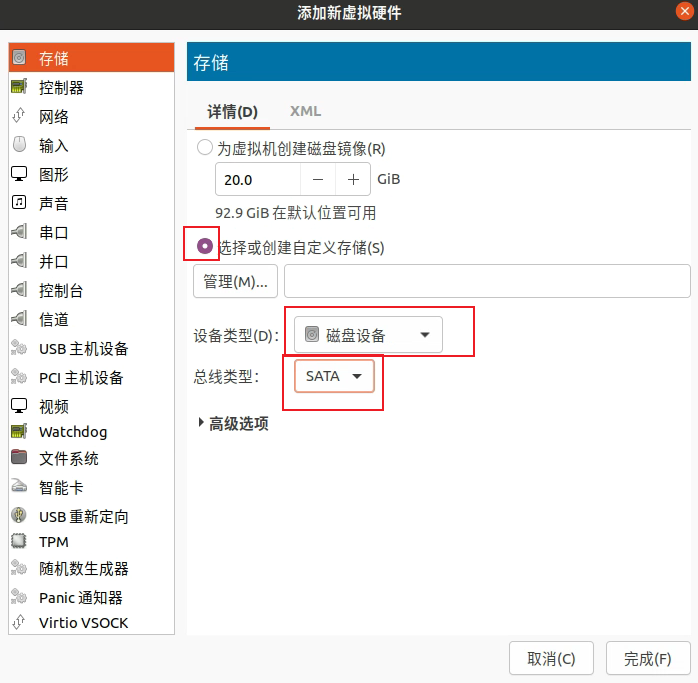 添加新虚拟硬件
存储
控制器
网络
输入
图形
声音
串口
并口
控制台
信道
USB 主机设备
PCI 主机设备
视频
Watchdog
文件系统
智能卡
USB 重新定向
TPM
随机数生成器
Panic 通知器
Virtio VSOCK
存储
详情(D) XML
为虚拟机创建磁盘镜像(R)
20.0 − + GiB
92.9 GiB 在默认位置可用
选择或创建自定义存储(S)
管理(M)...
设备类型(D): 磁盘设备
总线类型: SATA
高级选项
取消(C) 完成(F)